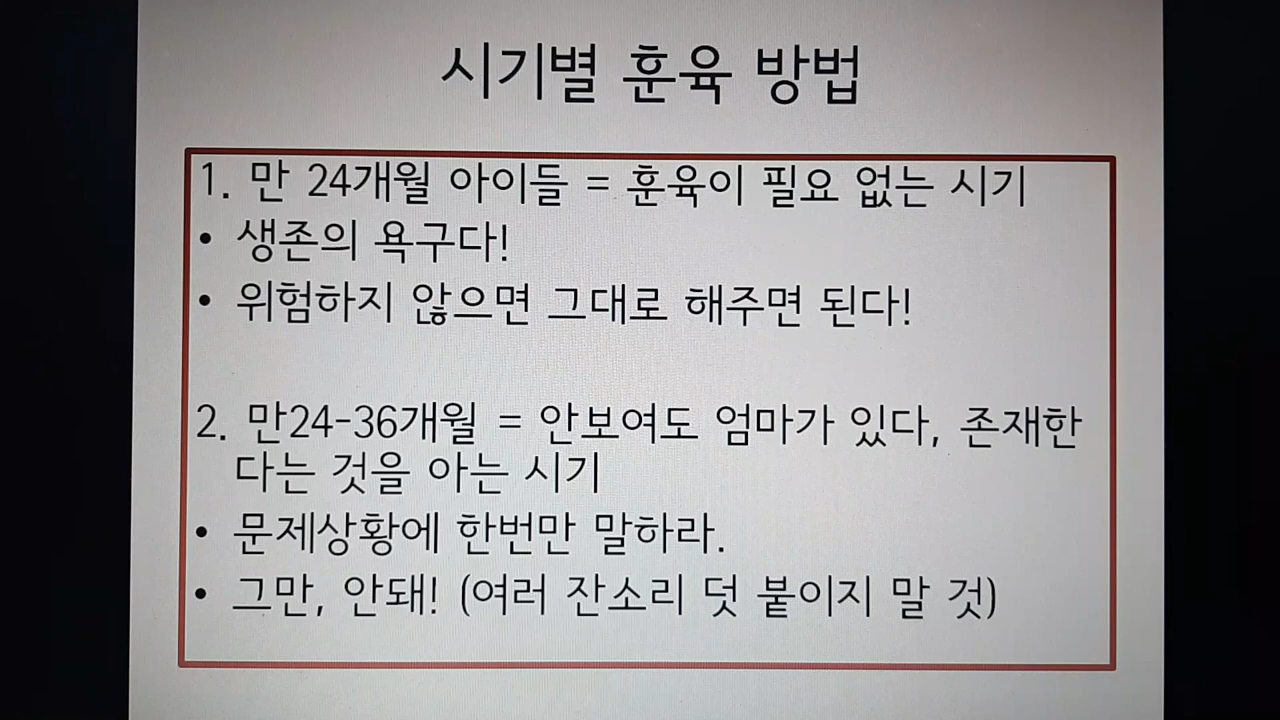 시기별 훈육 방법
1. 만 24개월 아이들 = 훈육이 필요 없는 시기
• 생존의 욕구다!
• 위험하지 않으면 그대로 해주면 된다!
2. 만24-36개월 = 안보여도 엄마가 있다, 존재한
다는 것을 아는 시기
• 문제상황에 한번만 말하라.
• 그만, 안돼! (여러 잔소리 덧 붙이지 말 것)